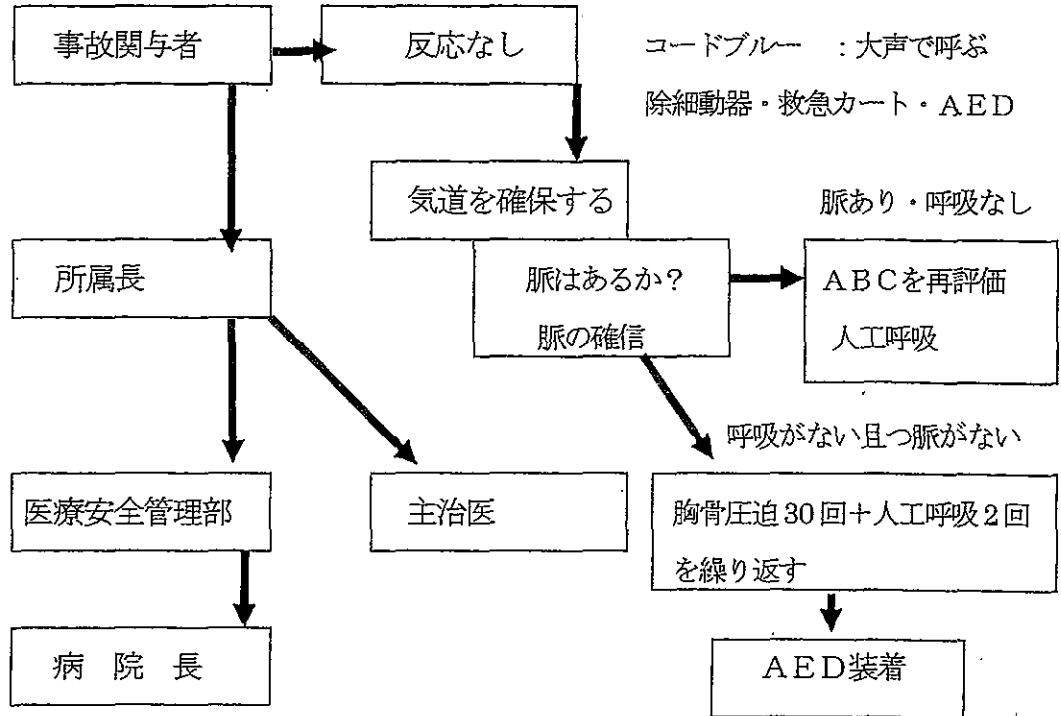 事故関与者
反応なし
コードブルー ：大声で呼ぶ
除細動器・救急カート・AED
気道を確保する
脈あり・呼吸なし
所属長
脈はあるか？
脈の確信
ABCを再評価
人工呼吸
呼吸がない且つ脈がない
医療安全管理部
主治医
胸骨圧迫30回＋人工呼吸2回
を繰り返す
病 院 長
AED装着